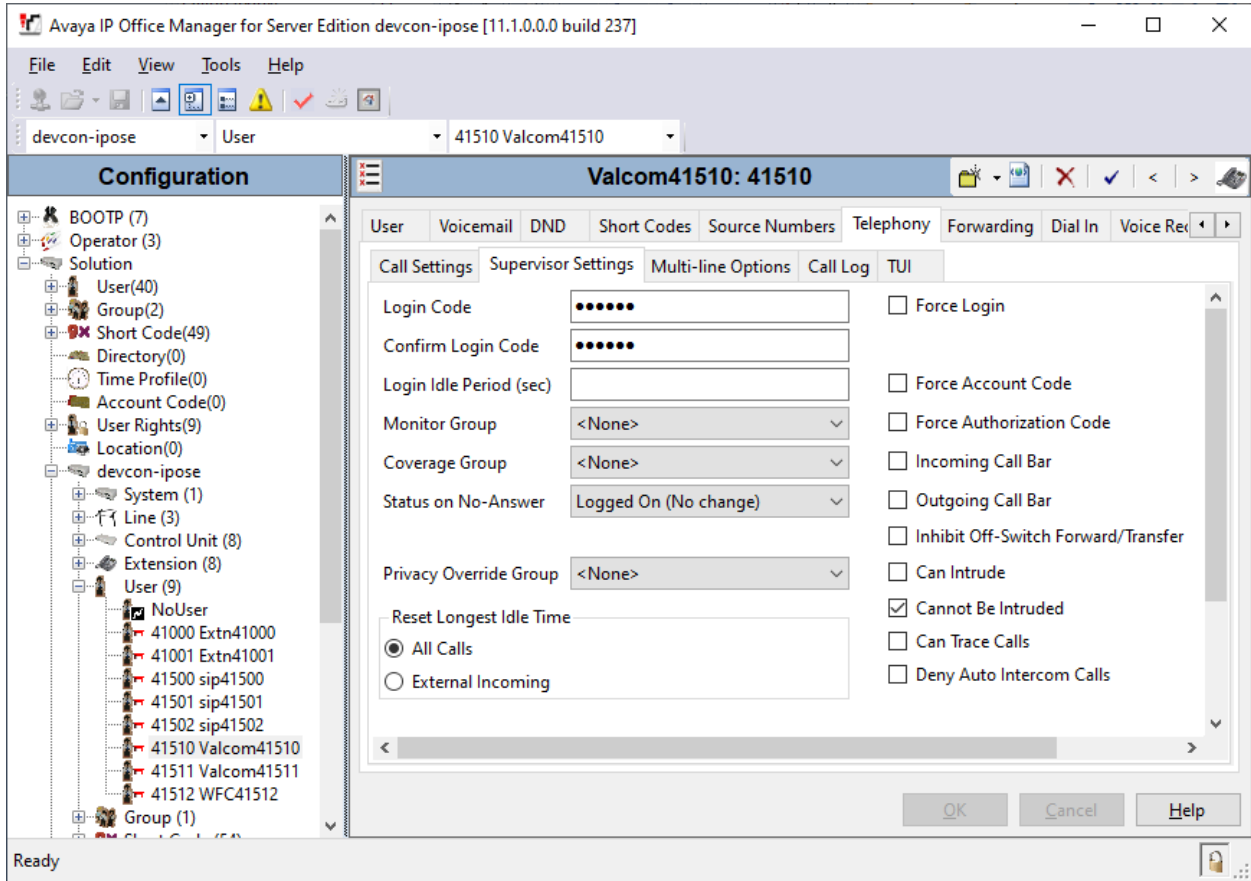 Avaya IP Office Manager for Server Edition devcon-ipose [11.1.0.0.0 build 237]
File Edit View Tools Help
devcon-ipose User 41510 Valcom41510
Configuration
BOOTP (7)
Operator (3)
Solution
User(40)
Group(2)
Short Code(49)
Directory(0)
Time Profile(0)
Account Code(0)
User Rights(9)
Location(0)
devcon-ipose
System (1)
Line (3)
Control Unit (8)
Extension (8)
User (9)
NoUser
41000 Extn41000
41001 Extn41001
41500 sip41500
41501 sip41501
41502 sip41502
41510 Valcom41510
41511 Valcom41511
41512 WFC41512
Group (1)
Valcom41510: 41510
User Voicemail DND Short Codes Source Numbers Telephony Forwarding Dial In Voice Rec
Call Settings Supervisor Settings Multi-line Options Call Log TUI
Login Code ●●●●●● Force Login
Confirm Login Code ●●●●●●
Login Idle Period (sec) Force Account Code
Monitor Group <None> Force Authorization Code
Coverage Group <None> Incoming Call Bar
Status on No-Answer Logged On (No change) Outgoing Call Bar
Inhibit Off-Switch Forward/Transfer
Privacy Override Group <None> Can Intrude
Cannot Be Intruded
Reset Longest Idle Time
All Calls Can Trace Calls
External Incoming Deny Auto Intercom Calls
OK Cancel Help
Ready